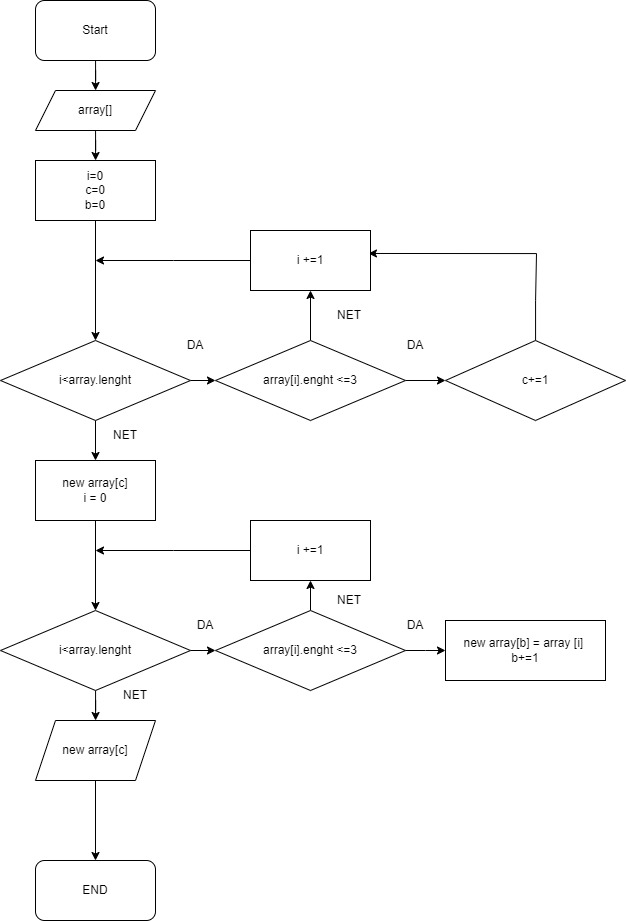 Start
array[]
i=0
c=0
b=0
i +=1
NET
DA
DA
i<array.lenght
array[i].enght <=3
c+=1
NET
new array[c]
i = 0
i +=1
NET
DA
DA
i<array.lenght
array[i].enght <=3
new array[b] = array [i]
b+=1
NET
new array[c]
END